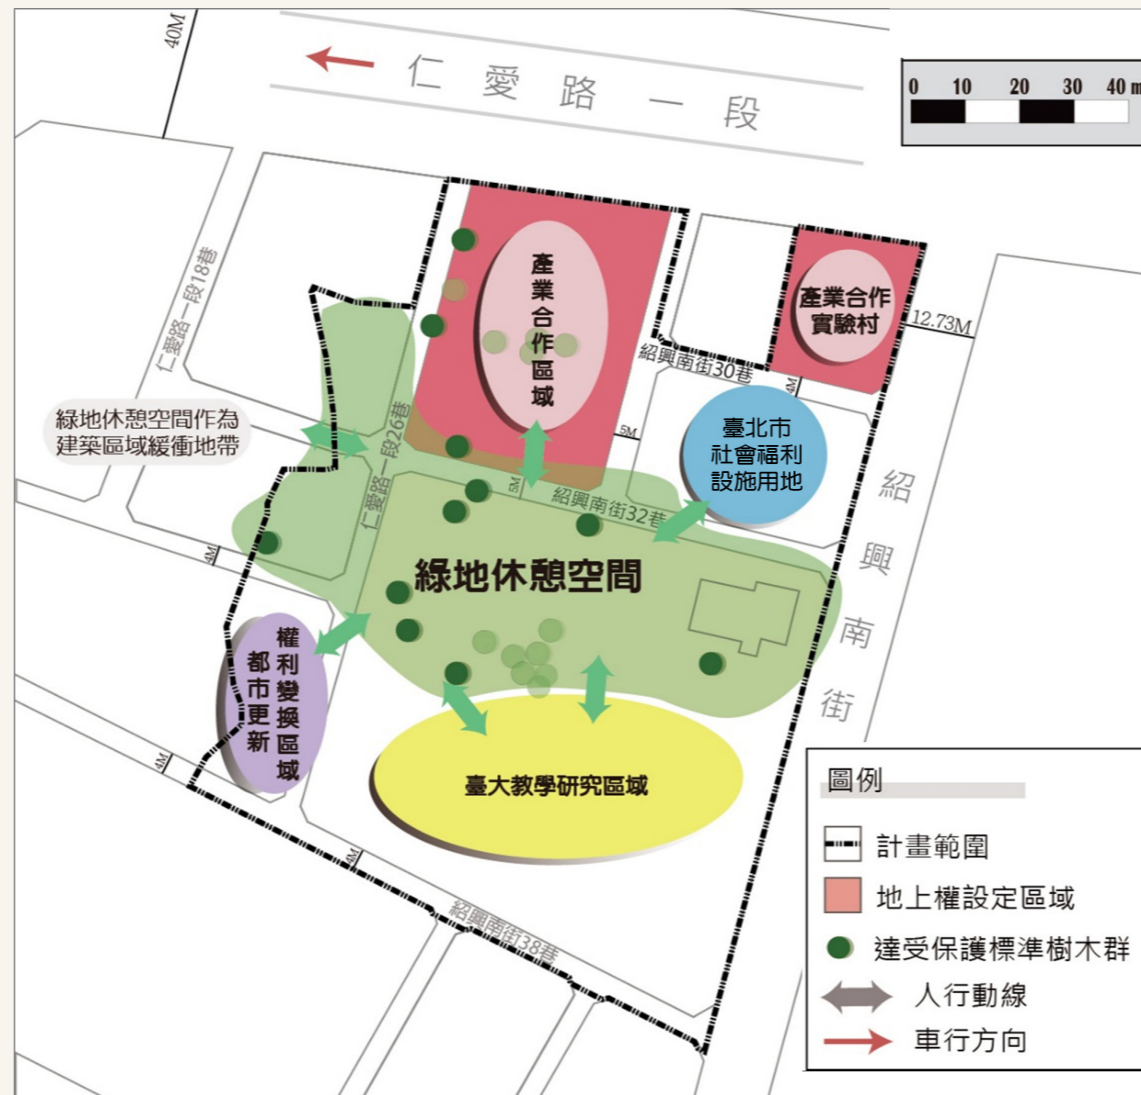 40M
仁愛路一段
0 10 20 30 40 m
仁愛路一段18巷
產業合作區域
產業合作
實驗村
12.73M
紹興南街30巷
4M
綠地休憩空間作為
建築區域緩衝地帶
仁愛路一段26巷
5M
臺北市
社會福利
設施用地
5M
紹興南街32巷
紹興南街
4M
綠地休憩空間
權利變換區域
都市更新
4M
臺大教學研究區域
4M
紹興南街38巷
圖例
計畫範圍
地上權設定區域
達受保護標準樹木群
人行動線
車行方向